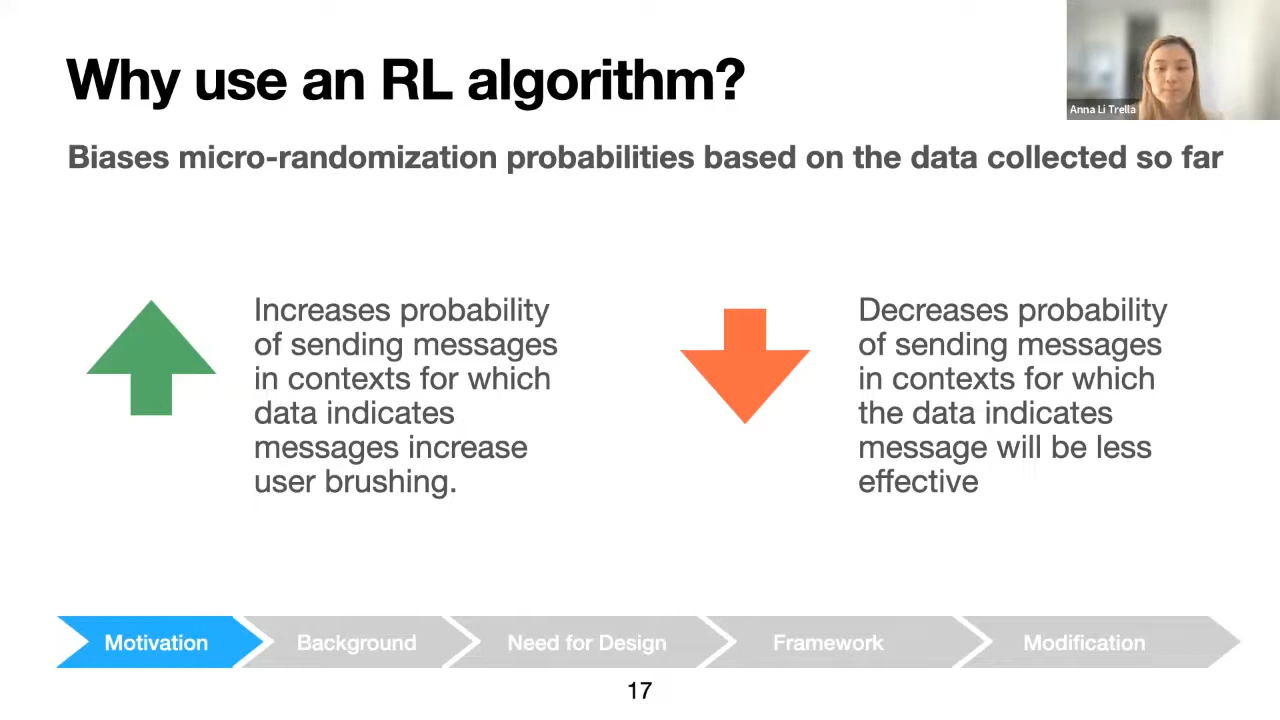 Why use an RL algorithm?
Anna Li Trella
Biases micro-randomization probabilities based on the data collected so far
Increases probability
of sending messages
in contexts for which
data indicates
messages increase
user brushing.
Decreases probability
of sending messages
in contexts for which
the data indicates
message will be less
effective
Motivation
Background
Need for Design
Framework
Modification
17